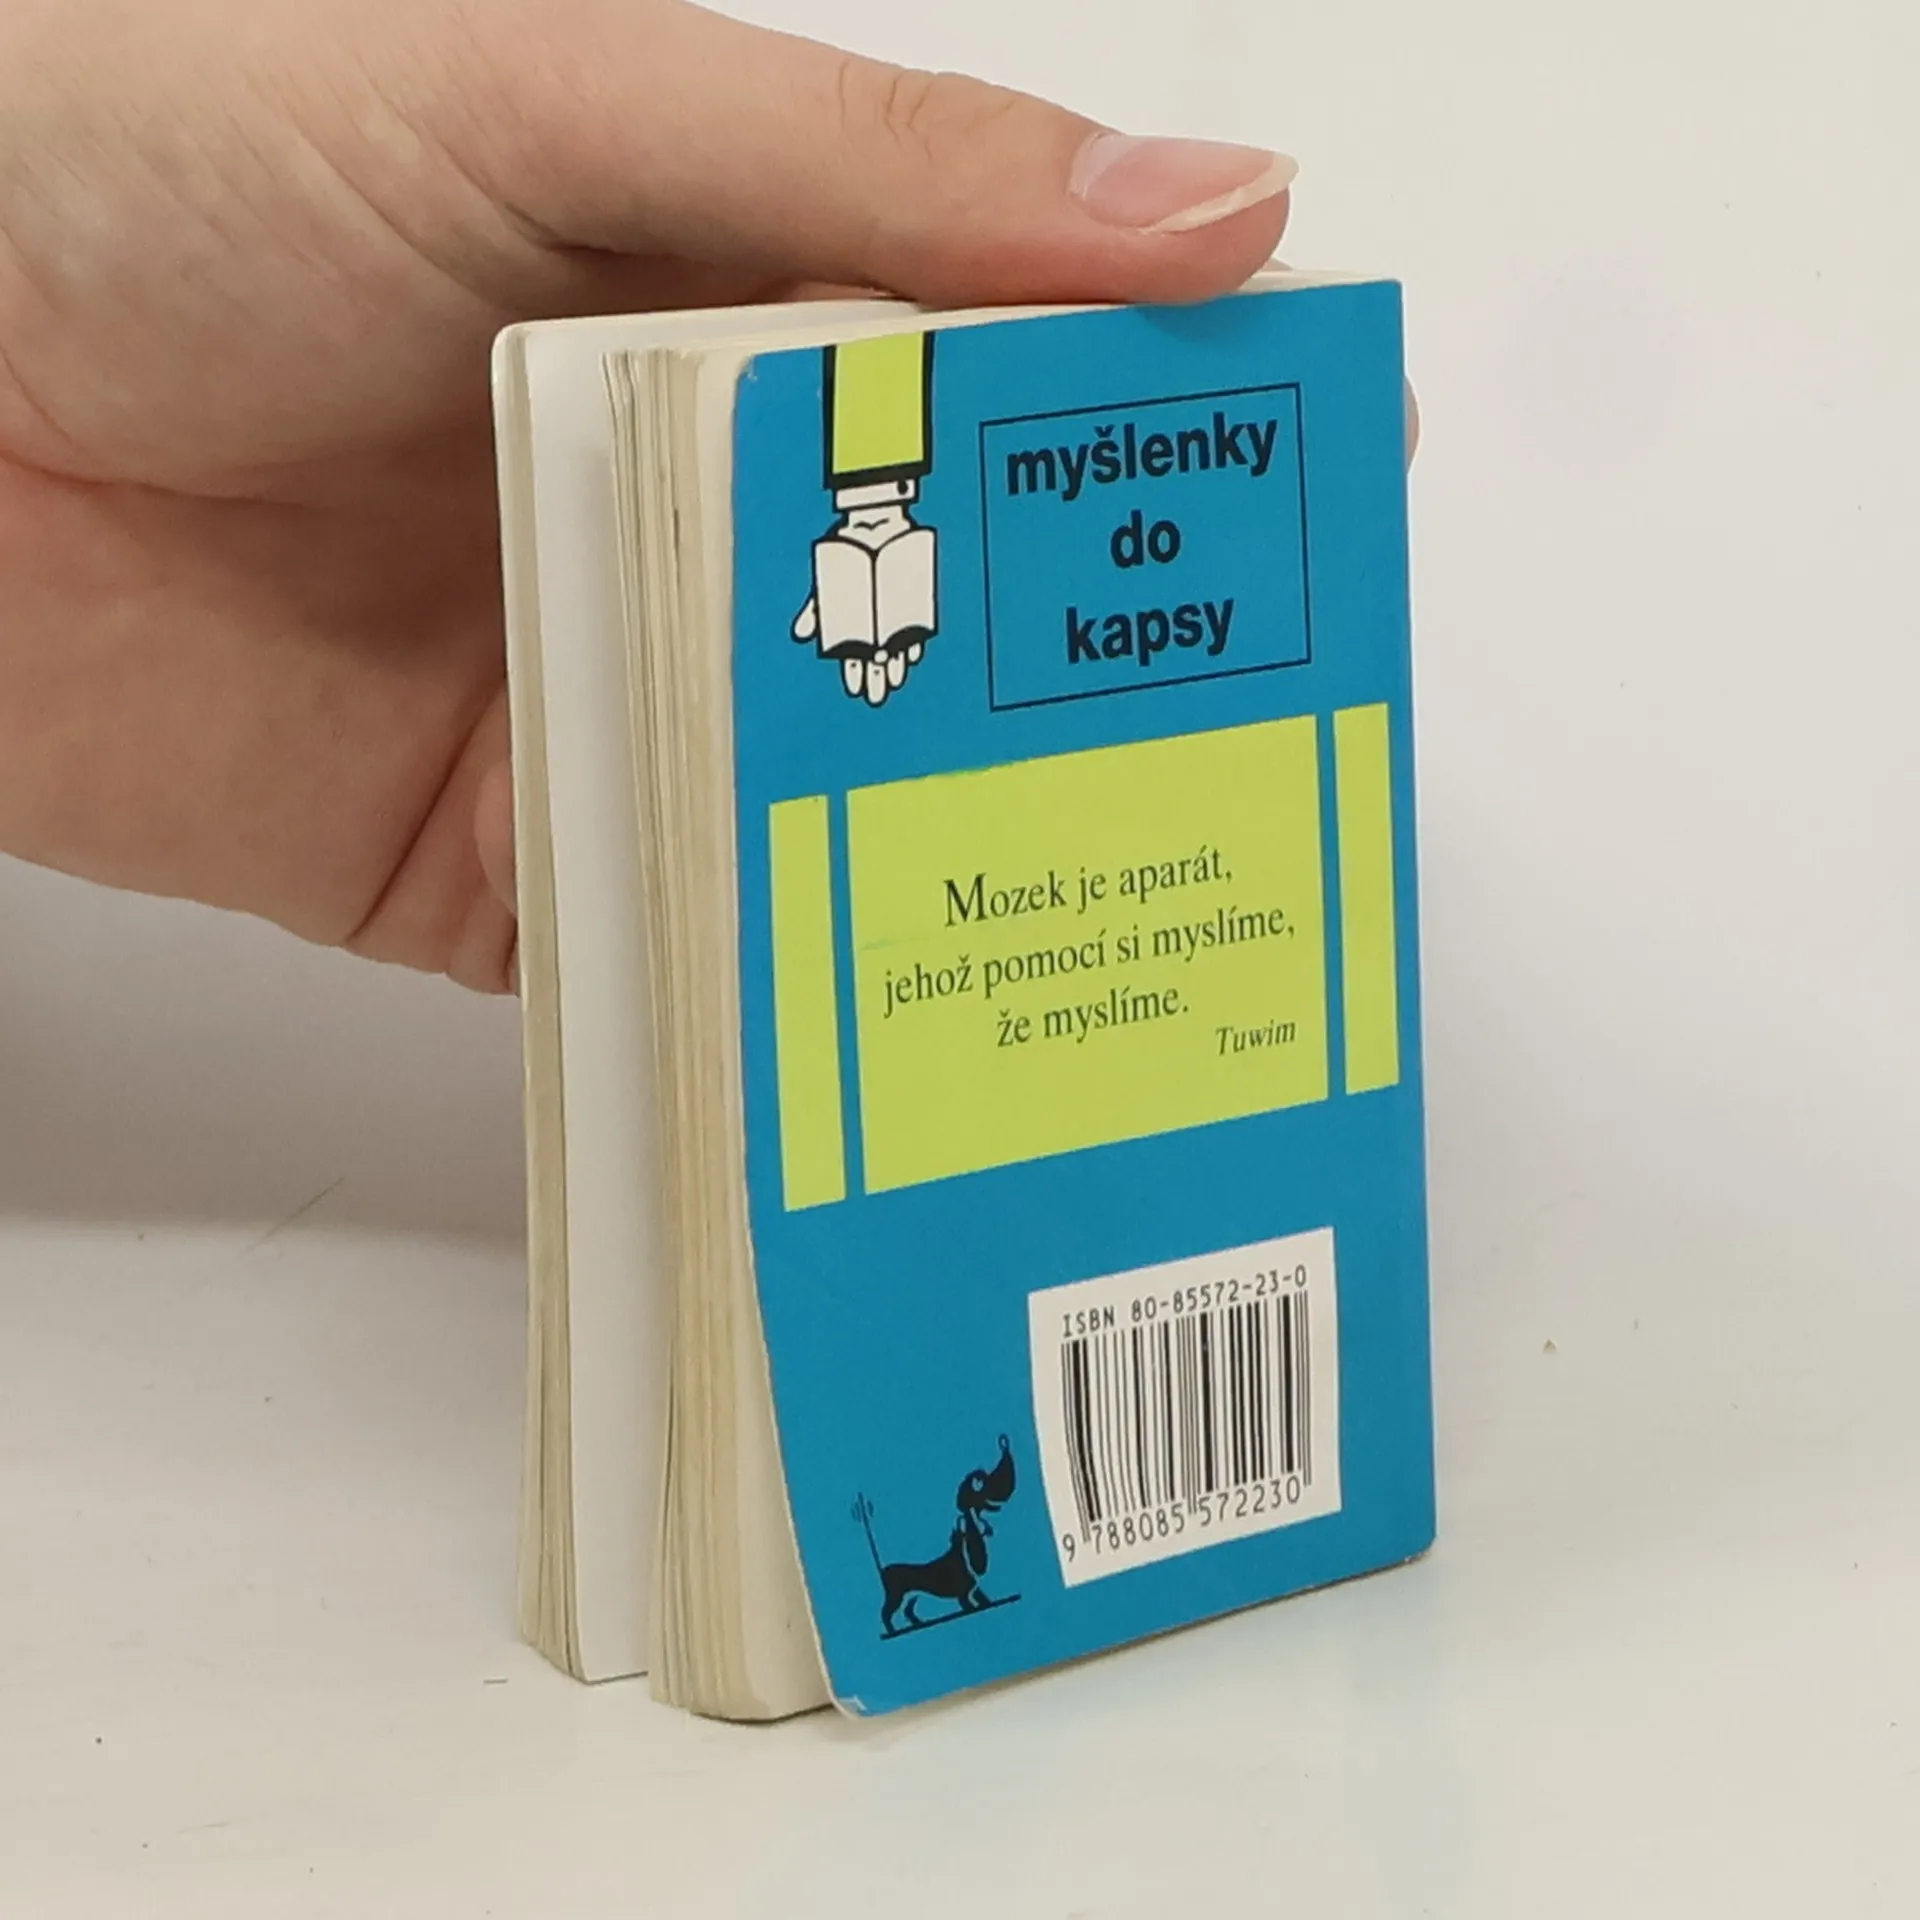 myšlenky
do
kapsy
Mozek je aparát,
jehož pomocí si myslíme,
že myslíme.
Tuwim
ISBN 80-85572-23-0
9 788085 572230